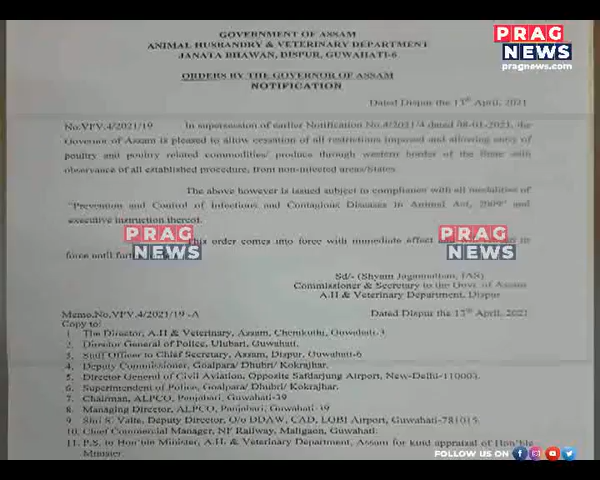 PRAG
NEWS
pragnews.com
GOVERNMENT OF ASSAM
ANIMAL HUSBANDRY & VETERINARY DEPARTMENT
JANATA BHAWAN, DISPUR, GUWAHATI-6
ORDERS BY THE GOVERNOR OF ASSAM
NOTIFICATION
Dated Dispur the 13th April, 2021
No.VFV.4/2021/19 In supersession of earlier Notification No.4/2021/4 dated 08-01-2021, the
Governor of Assam is pleased to allow cessation of all restrictions imposed and allowing entry of
poultry and poultry related commodities/ produce through western border of the State with
observance of all established procedure, from non-infected areas/States.
The above however is issued subject to compliance with all modalities of
"Prevention and Control of Infectious and Contagious Diseases in Animal Act, 2009" and
executive instruction thereof.
PRAG
NEWS
PRAG
NEWS
This order comes into force with immediate effect and in
force until
Sd/- (Shyam Jagannathan, IAS)
Commissioner & Secretary to the Govt. of Assam
A.H & Veterinary Department, Dispur
Memo.No.VFV.4/2021/19 -A Dated Dispur the 13th April, 2021
Copy to:
1. The Director, A.H & Veterinary, Assam, Chenikuthi, Guwahati-3
2. Director General of Police, Ulubari, Guwahati.
3. Staff Officer to Chief Secretary, Assam, Dispur, Guwahati-6
4. Deputy Commissioner, Goalpara/ Dhubri/ Kokrajhar.
5. Director General of Civil Aviation, Opposite Safdarjung Airport, New-Delhi-110003.
6. Superintendent of Police, Goalpara/ Dhubri/ Kokrajhar.
7. Chairman, ALPCO, Panjabari, Guwahati-39
8. Managing Director, ALPCO, Panjabari, Guwahati-39
9. Shri S. Vaite, Deputy Director, O/o DDAW, CAD, LGBI Airport, Guwahati-781015.
10. Chief Commercial Manager, NF Railway, Maligaon, Guwahati.
11. P.S. to Hon'ble Minister, A.H. & Veterinary Department, Assam for kind appraisal of Hon'ble
Minister.
FOLLOW US ON